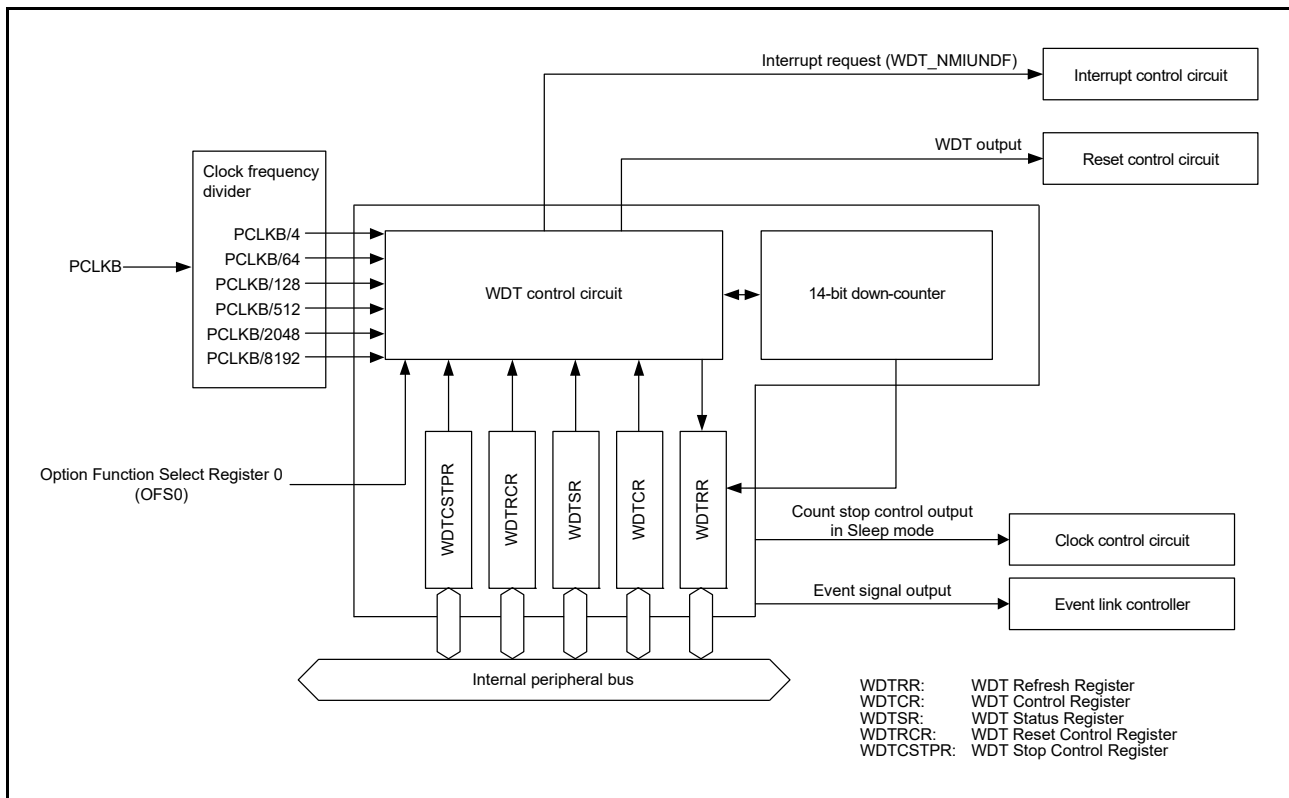 Interrupt request (WDT_NMIUNDF)
Interrupt control circuit
WDT output
Reset control circuit
Clock frequency
divider
PCLKB/4
PCLKB/64
PCLKB/128
PCLKB/512
PCLKB/2048
PCLKB/8192
PCLKB
WDT control circuit
14-bit down-counter
Option Function Select Register 0
(OFS0)
WDTCSTPR
WDTRCR
WDTSR
WDTCR
WDTRR
Count stop control output
in Sleep mode
Clock control circuit
Event signal output
Event link controller
Internal peripheral bus
WDTRR: WDT Refresh Register
WDTCR: WDT Control Register
WDTSR: WDT Status Register
WDTRCR: WDT Reset Control Register
WDTCSTPR: WDT Stop Control Register